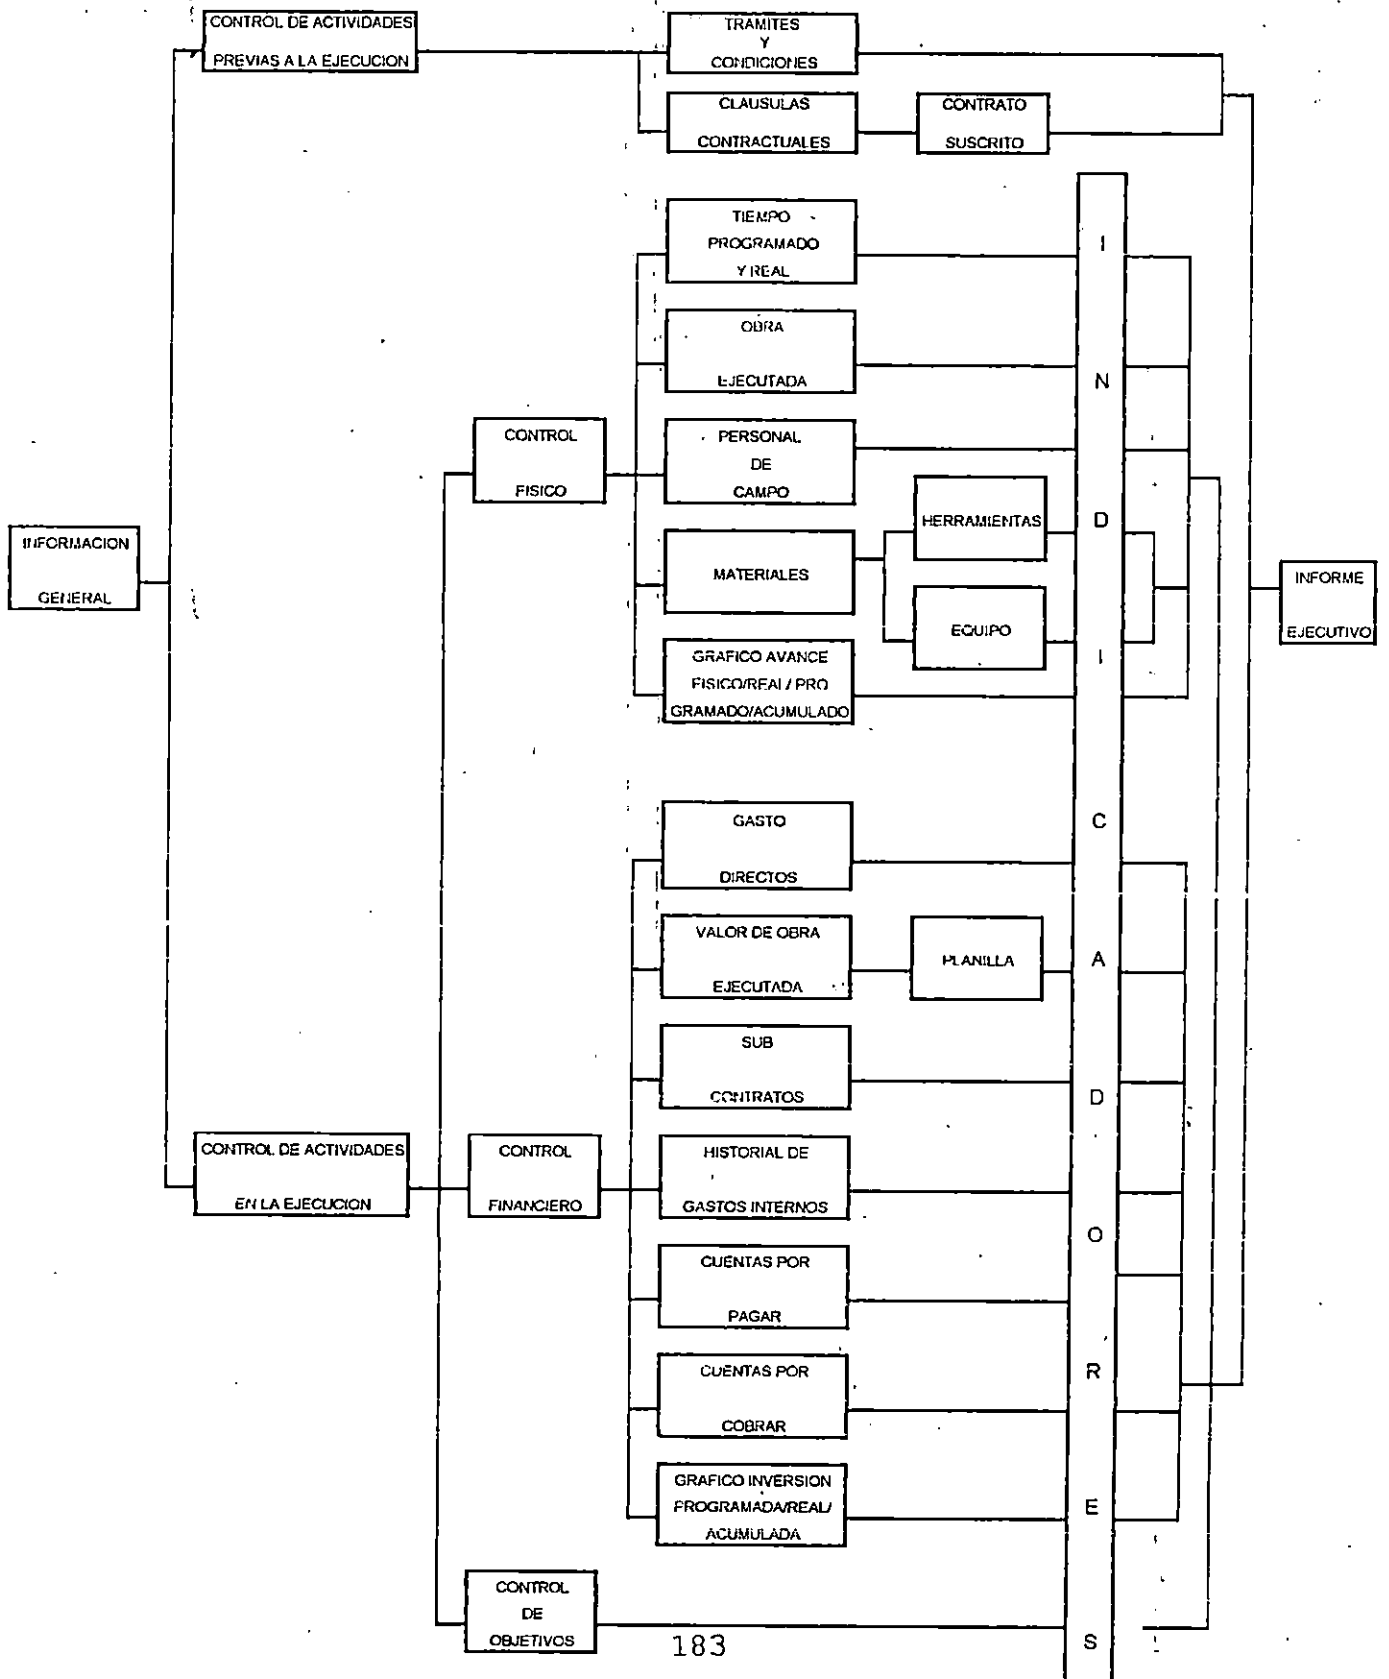 CONTROL DE ACTIVIDADES
PREVIAS A LA EJECUCION
TRAMITES
Y
CONDICIONES
CLAUSULAS
CONTRACTUALES
CONTRATO
SUSCRITO
TIEMPO
PROGRAMADO
Y REAL
OBRA
EJECUTADA
CONTROL
FISICO
PERSONAL
DE
CAMPO
HERRAMIENTAS
MATERIALES
EQUIPO
GRAFICO AVANCE
FISICO/REAL/ PRO
GRAMADO/ACUMULADO
INFORMACION
GENERAL
INFORME
EJECUTIVO
GASTO
DIRECTOS
VALOR DE OBRA
EJECUTADA
PLANILLA
SUB
CONTRATOS
CONTROL DE ACTIVIDADES
EN LA EJECUCION
CONTROL
FINANCIERO
HISTORIAL DE
GASTOS INTERNOS
CUENTAS POR
PAGAR
CUENTAS POR
COBRAR
GRAFICO INVERSION
PROGRAMADA/REAL/
ACUMULADA
CONTROL
DE
OBJETIVOS
I
N
D
I
C
A
D
O
R
E
S
183